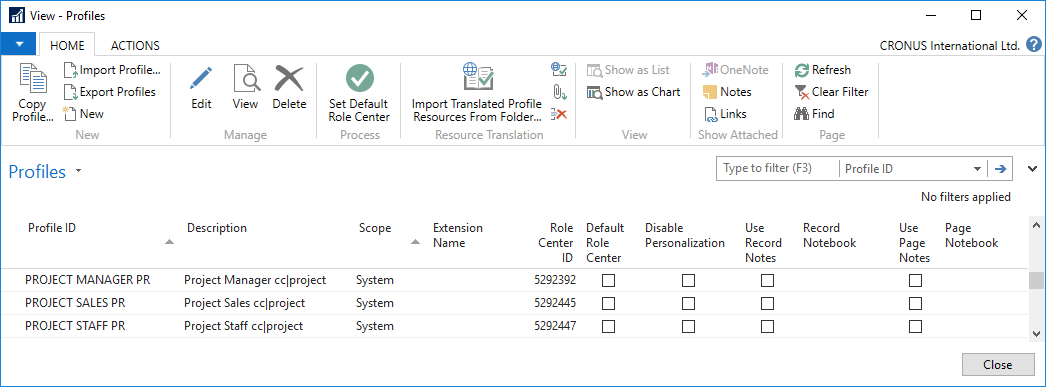 View - Profiles
HOME ACTIONS CRONUS International Ltd. ?
Copy Profile...
Import Profile...
Export Profiles
New
New
Edit View Delete
Manage
Set Default Role Center
Process
Import Translated Profile Resources From Folder...
Resource Translation
Show as List
Show as Chart
View
OneNote
Notes
Links
Show Attached
Refresh
Clear Filter
Find
Page
Profiles Type to filter (F3) Profile ID
No filters applied
Profile ID Description Scope Extension Name Role Center ID Default Role Center Disable Personalization Use Record Notes Record Notebook Use Page Notes Page Notebook
PROJECT MANAGER PR Project Manager cc|project System 5292392
PROJECT SALES PR Project Sales cc|project System 5292445
PROJECT STAFF PR Project Staff cc|project System 5292447
Close